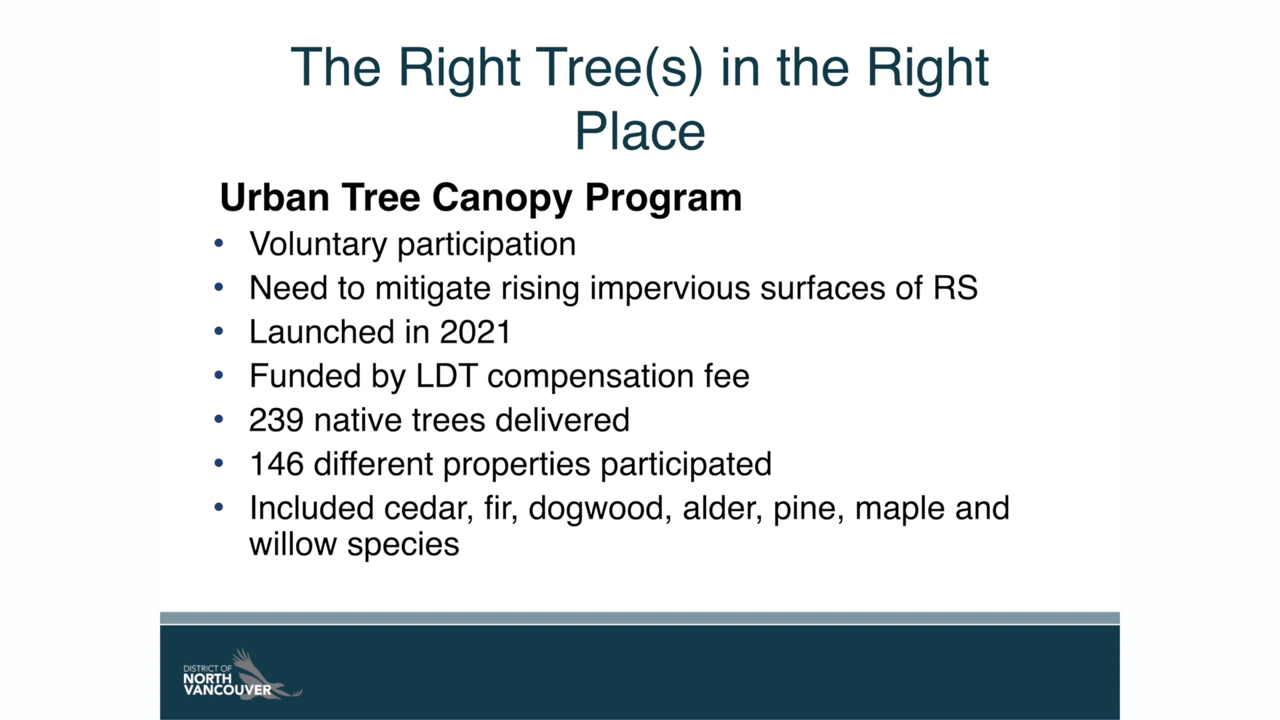 The Right Tree(s) in the Right
Place
Urban Tree Canopy Program
• Voluntary participation
• Need to mitigate rising impervious surfaces of RS
• Launched in 2021
• Funded by LDT compensation fee
• 239 native trees delivered
• 146 different properties participated
• Included cedar, fir, dogwood, alder, pine, maple and
willow species
DISTRICT OF
NORTH
VANCOUVER